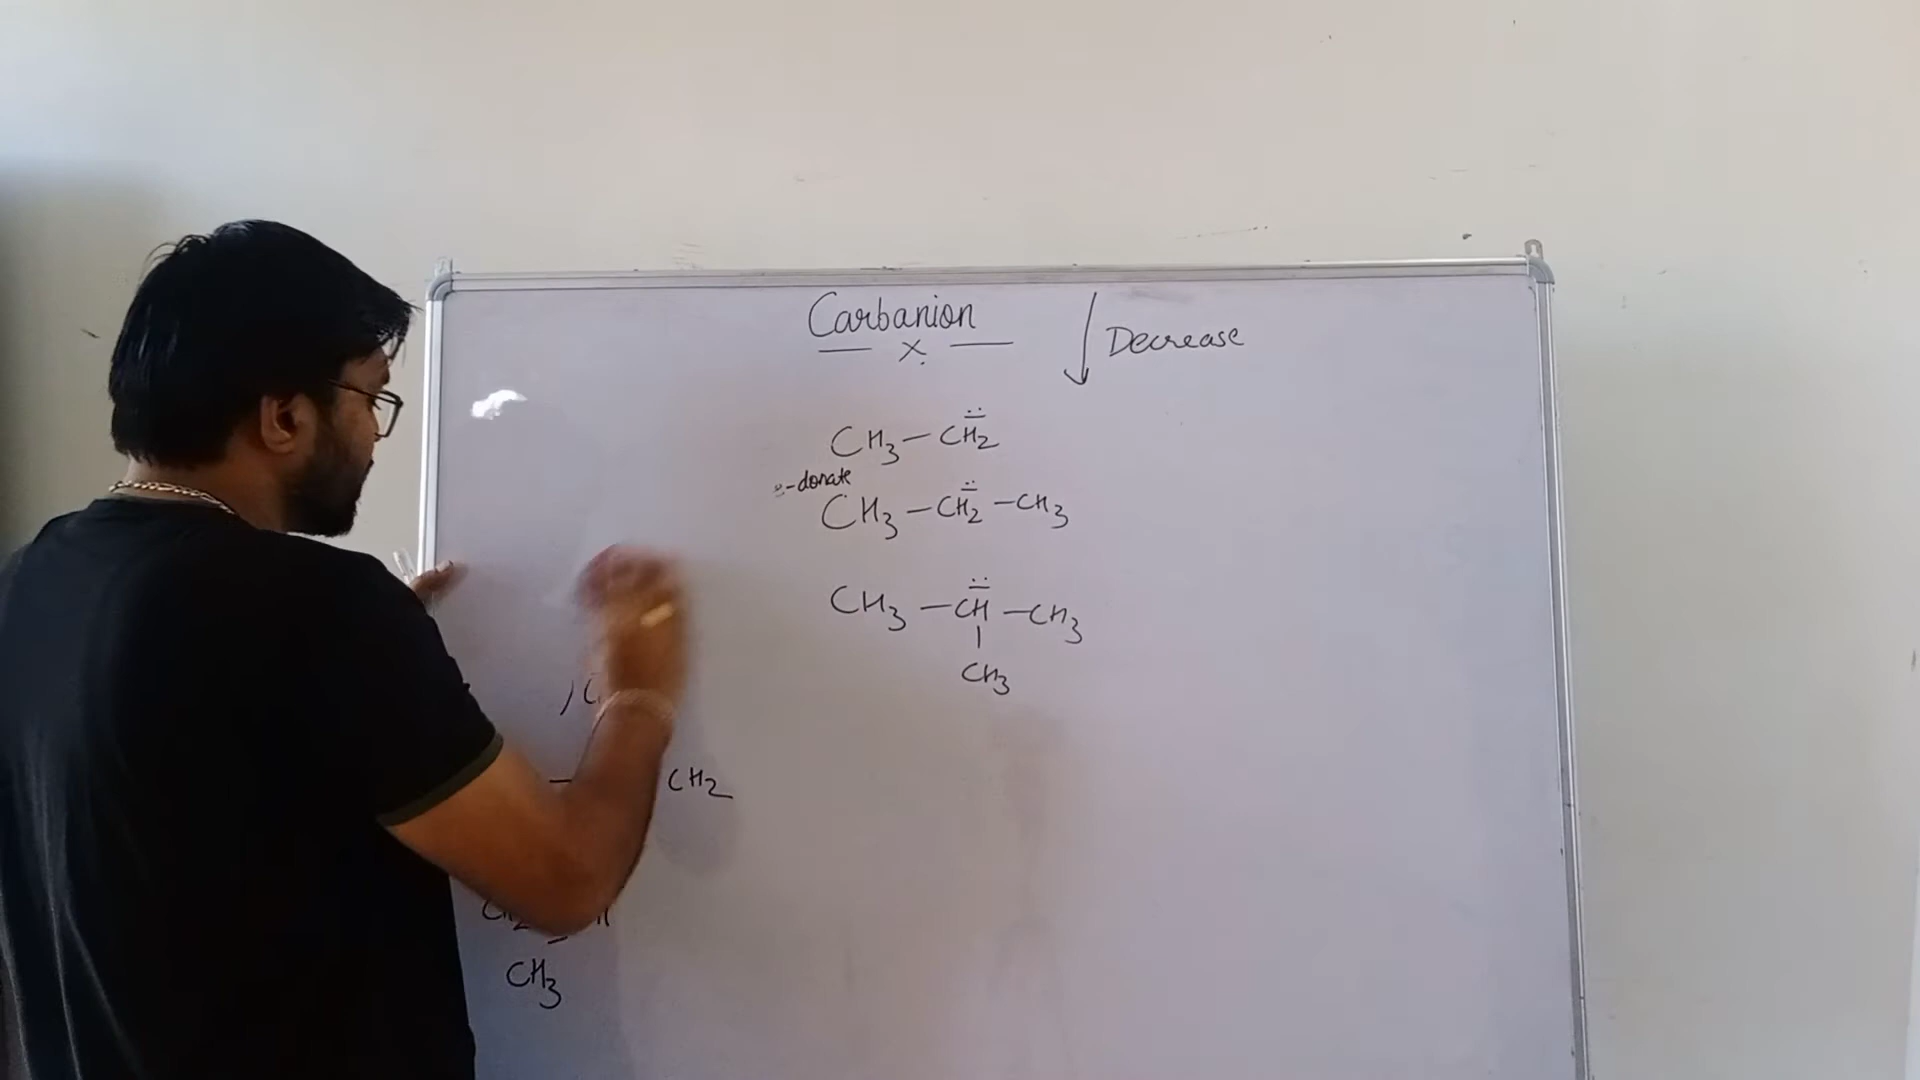 Carbanion
Decrease
CH3 – CH2
e-donate
CH3 – CH2 – CH3
CH3 – CH – CH3
CH3
CH2
CH3